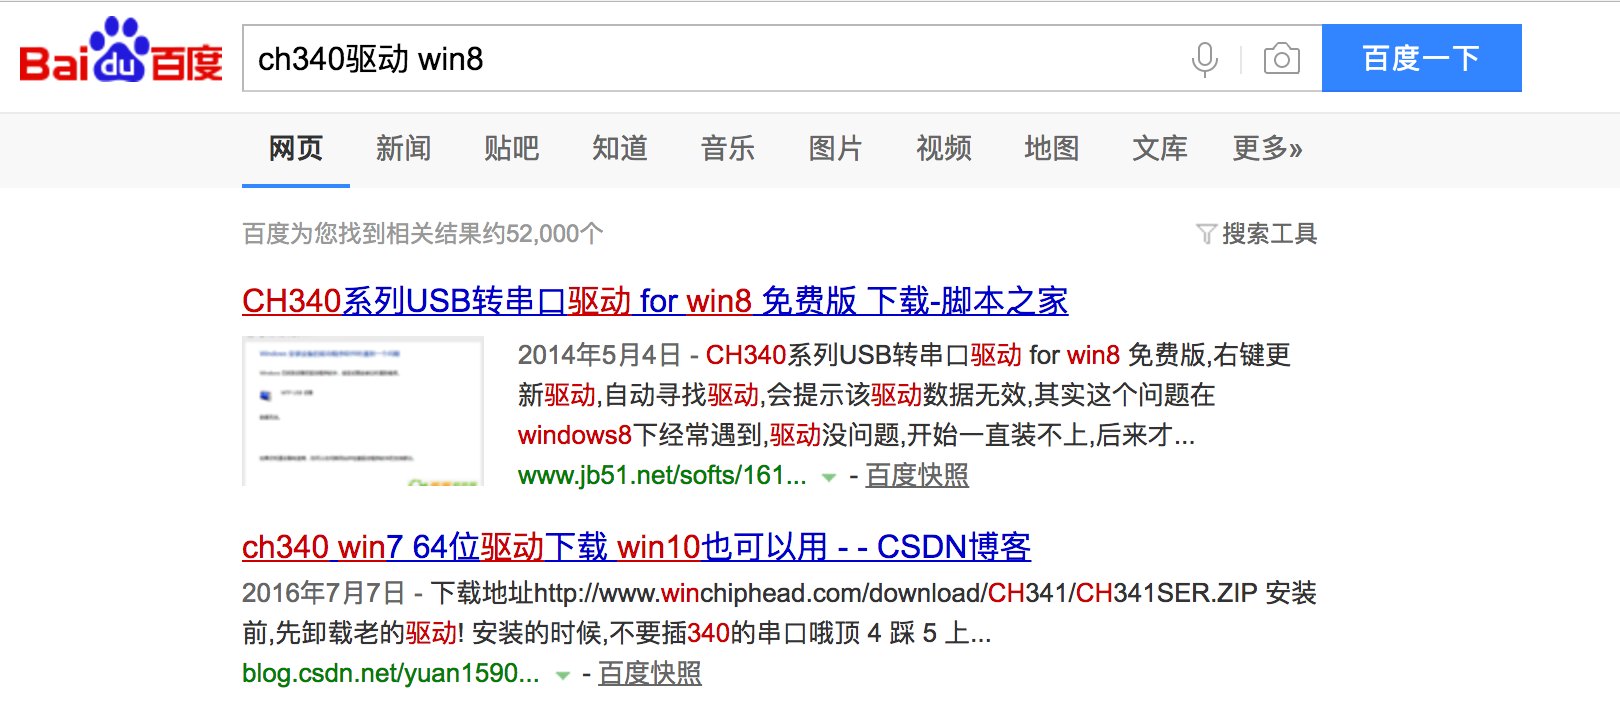 Bai du 百度
ch340驱动 win8
百度一下
网页 新闻 贴吧 知道 音乐 图片 视频 地图 文库 更多»
百度为您找到相关结果约52,000个
搜索工具
CH340系列USB转串口驱动 for win8 免费版 下载-脚本之家
2014年5月4日 - CH340系列USB转串口驱动 for win8 免费版,右键更
新驱动,自动寻找驱动,会提示该驱动数据无效,其实这个问题在
windows8下经常遇到,驱动没问题,开始一直装不上,后来才...
www.jb51.net/softs/161... - 百度快照
ch340 win7 64位驱动下载 win10也可以用 - - CSDN博客
2016年7月7日 - 下载地址http://www.winchiphead.com/download/CH341/CH341SER.ZIP 安装
前,先卸载老的驱动! 安装的时候,不要插340的串口哦顶 4 踩 5 上...
blog.csdn.net/yuan1590... - 百度快照